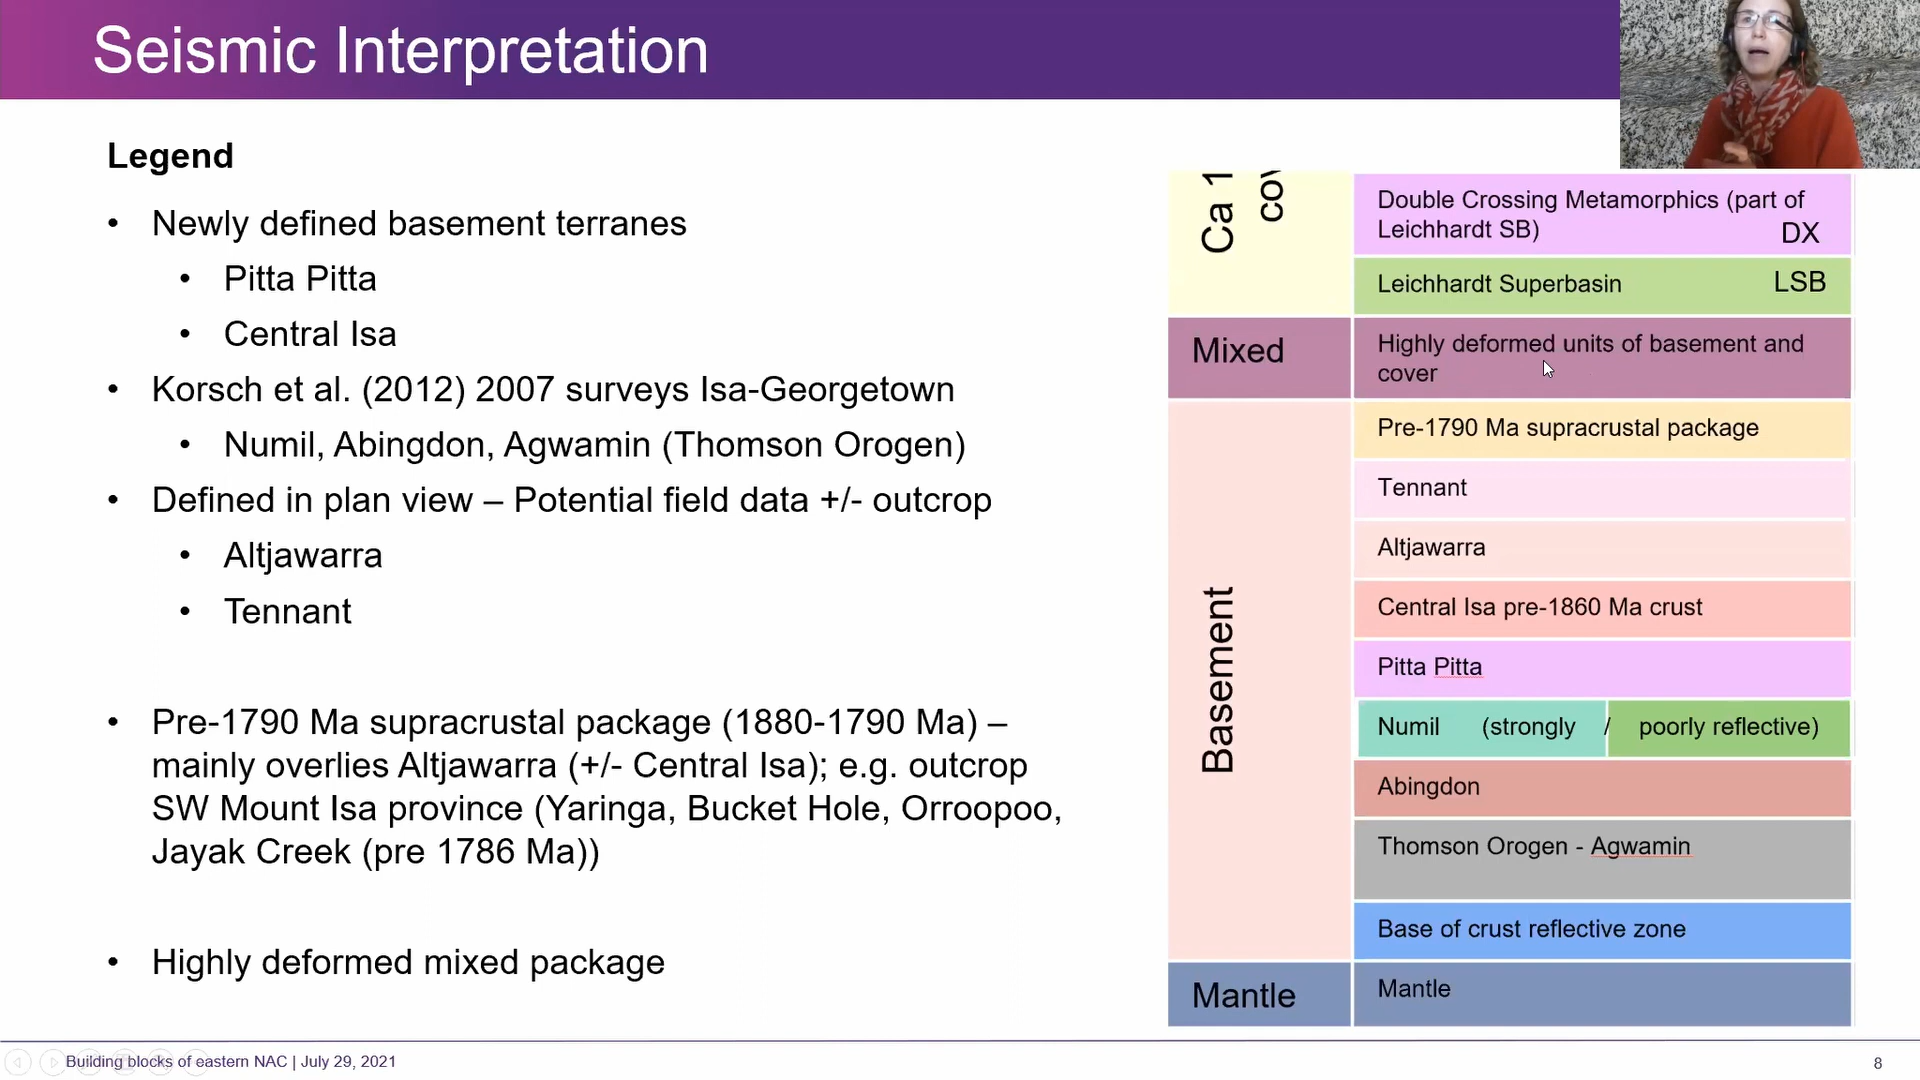 Seismic Interpretation
Legend
• Newly defined basement terranes
• Pitta Pitta
• Central Isa
• Korsch et al. (2012) 2007 surveys Isa-Georgetown
• Numil, Abingdon, Agwamin (Thomson Orogen)
• Defined in plan view – Potential field data +/- outcrop
• Altjawarra
• Tennant
• Pre-1790 Ma supracrustal package (1880-1790 Ma) –
mainly overlies Altjawarra (+/- Central Isa); e.g. outcrop
SW Mount Isa province (Yaringa, Bucket Hole, Orroopoo,
Jayak Creek (pre 1786 Ma))
• Highly deformed mixed package
Ca 1
Double Crossing Metamorphics (part of
Leichhardt SB)
DX
Leichhardt Superbasin LSB
Mixed
Highly deformed units of basement and
cover
Basement
Pre-1790 Ma supracrustal package
Tennant
Altjawarra
Central Isa pre-1860 Ma crust
Pitta Pitta
Numil (strongly / poorly reflective)
Abingdon
Thomson Orogen - Agwamin
Base of crust reflective zone
Mantle
Mantle
Building blocks of eastern NAC | July 29, 2021
8